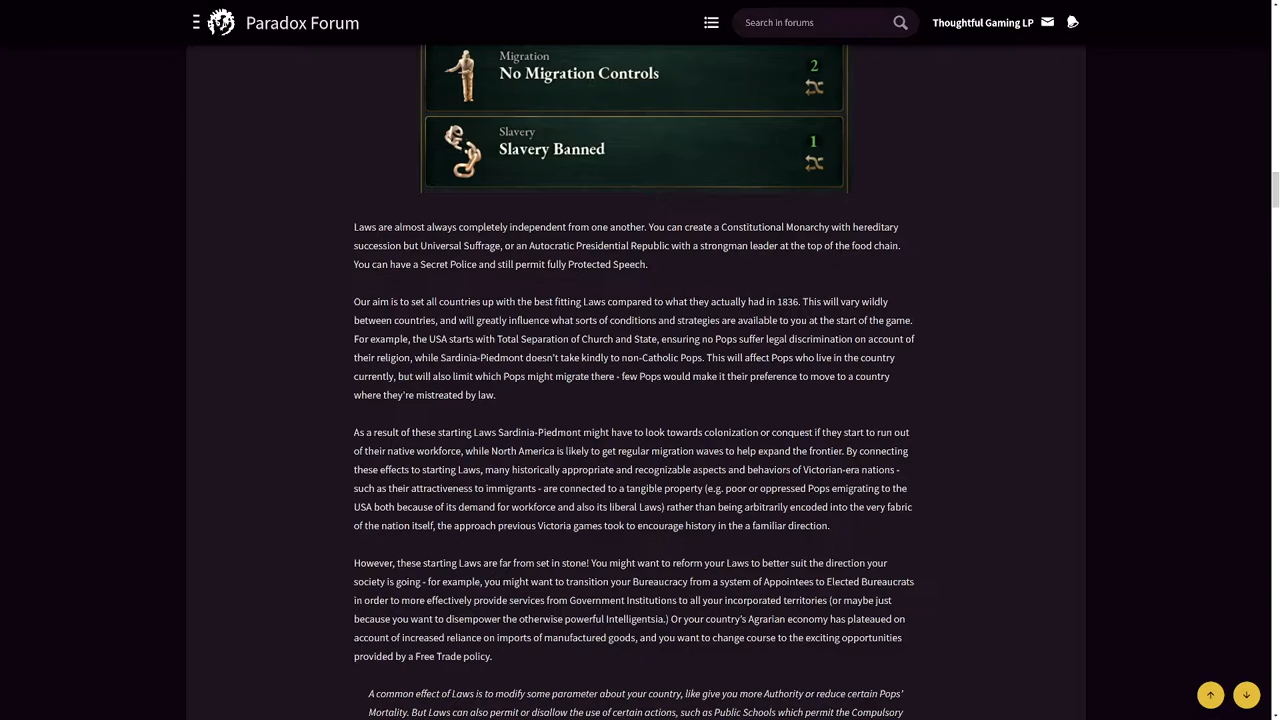 Paradox Forum
Search in forums
Thoughtful Gaming LP
Migration
No Migration Controls
2
Slavery
Slavery Banned
1
Laws are almost always completely independent from one another. You can create a Constitutional Monarchy with hereditary
succession but Universal Suffrage, or an Autocratic Presidential Republic with a strongman leader at the top of the food chain.
You can have a Secret Police and still permit fully Protected Speech.
Our aim is to set all countries up with the best fitting Laws compared to what they actually had in 1836. This will vary wildly
between countries, and will greatly influence what sorts of conditions and strategies are available to you at the start of the game.
For example, the USA starts with Total Separation of Church and State, ensuring no Pops suffer legal discrimination on account of
their religion, while Sardinia-Piedmont doesn't take kindly to non-Catholic Pops. This will affect Pops who live in the country
currently, but will also limit which Pops might migrate there - few Pops would make it their preference to move to a country
where they're mistreated by law.
As a result of these starting Laws Sardinia-Piedmont might have to look towards colonization or conquest if they start to run out
of their native workforce, while North America is likely to get regular migration waves to help expand the frontier. By connecting
these effects to starting Laws, many historically appropriate and recognizable aspects and behaviors of Victorian-era nations -
such as their attractiveness to immigrants - are connected to a tangible property (e.g. poor or oppressed Pops emigrating to the
USA both because of its demand for workforce and also its liberal Laws) rather than being arbitrarily encoded into the very fabric
of the nation itself, the approach previous Victoria games took to encourage history in the a familiar direction.
However, these starting Laws are far from set in stone! You might want to reform your Laws to better suit the direction your
society is going - for example, you might want to transition your Bureaucracy from a system of Appointees to Elected Bureaucrats
in order to more effectively provide services from Government Institutions to all your incorporated territories (or maybe just
because you want to disempower the otherwise powerful Intelligentsia.) Or your country's Agrarian economy has plateaued on
account of increased reliance on imports of manufactured goods, and you want to change course to the exciting opportunities
provided by a Free Trade policy.
A common effect of Laws is to modify some parameter about your country, like give you more Authority or reduce certain Pops'
Mortality. But Laws can also permit or disallow the use of certain actions, such as Public Schools which permit the Compulsory